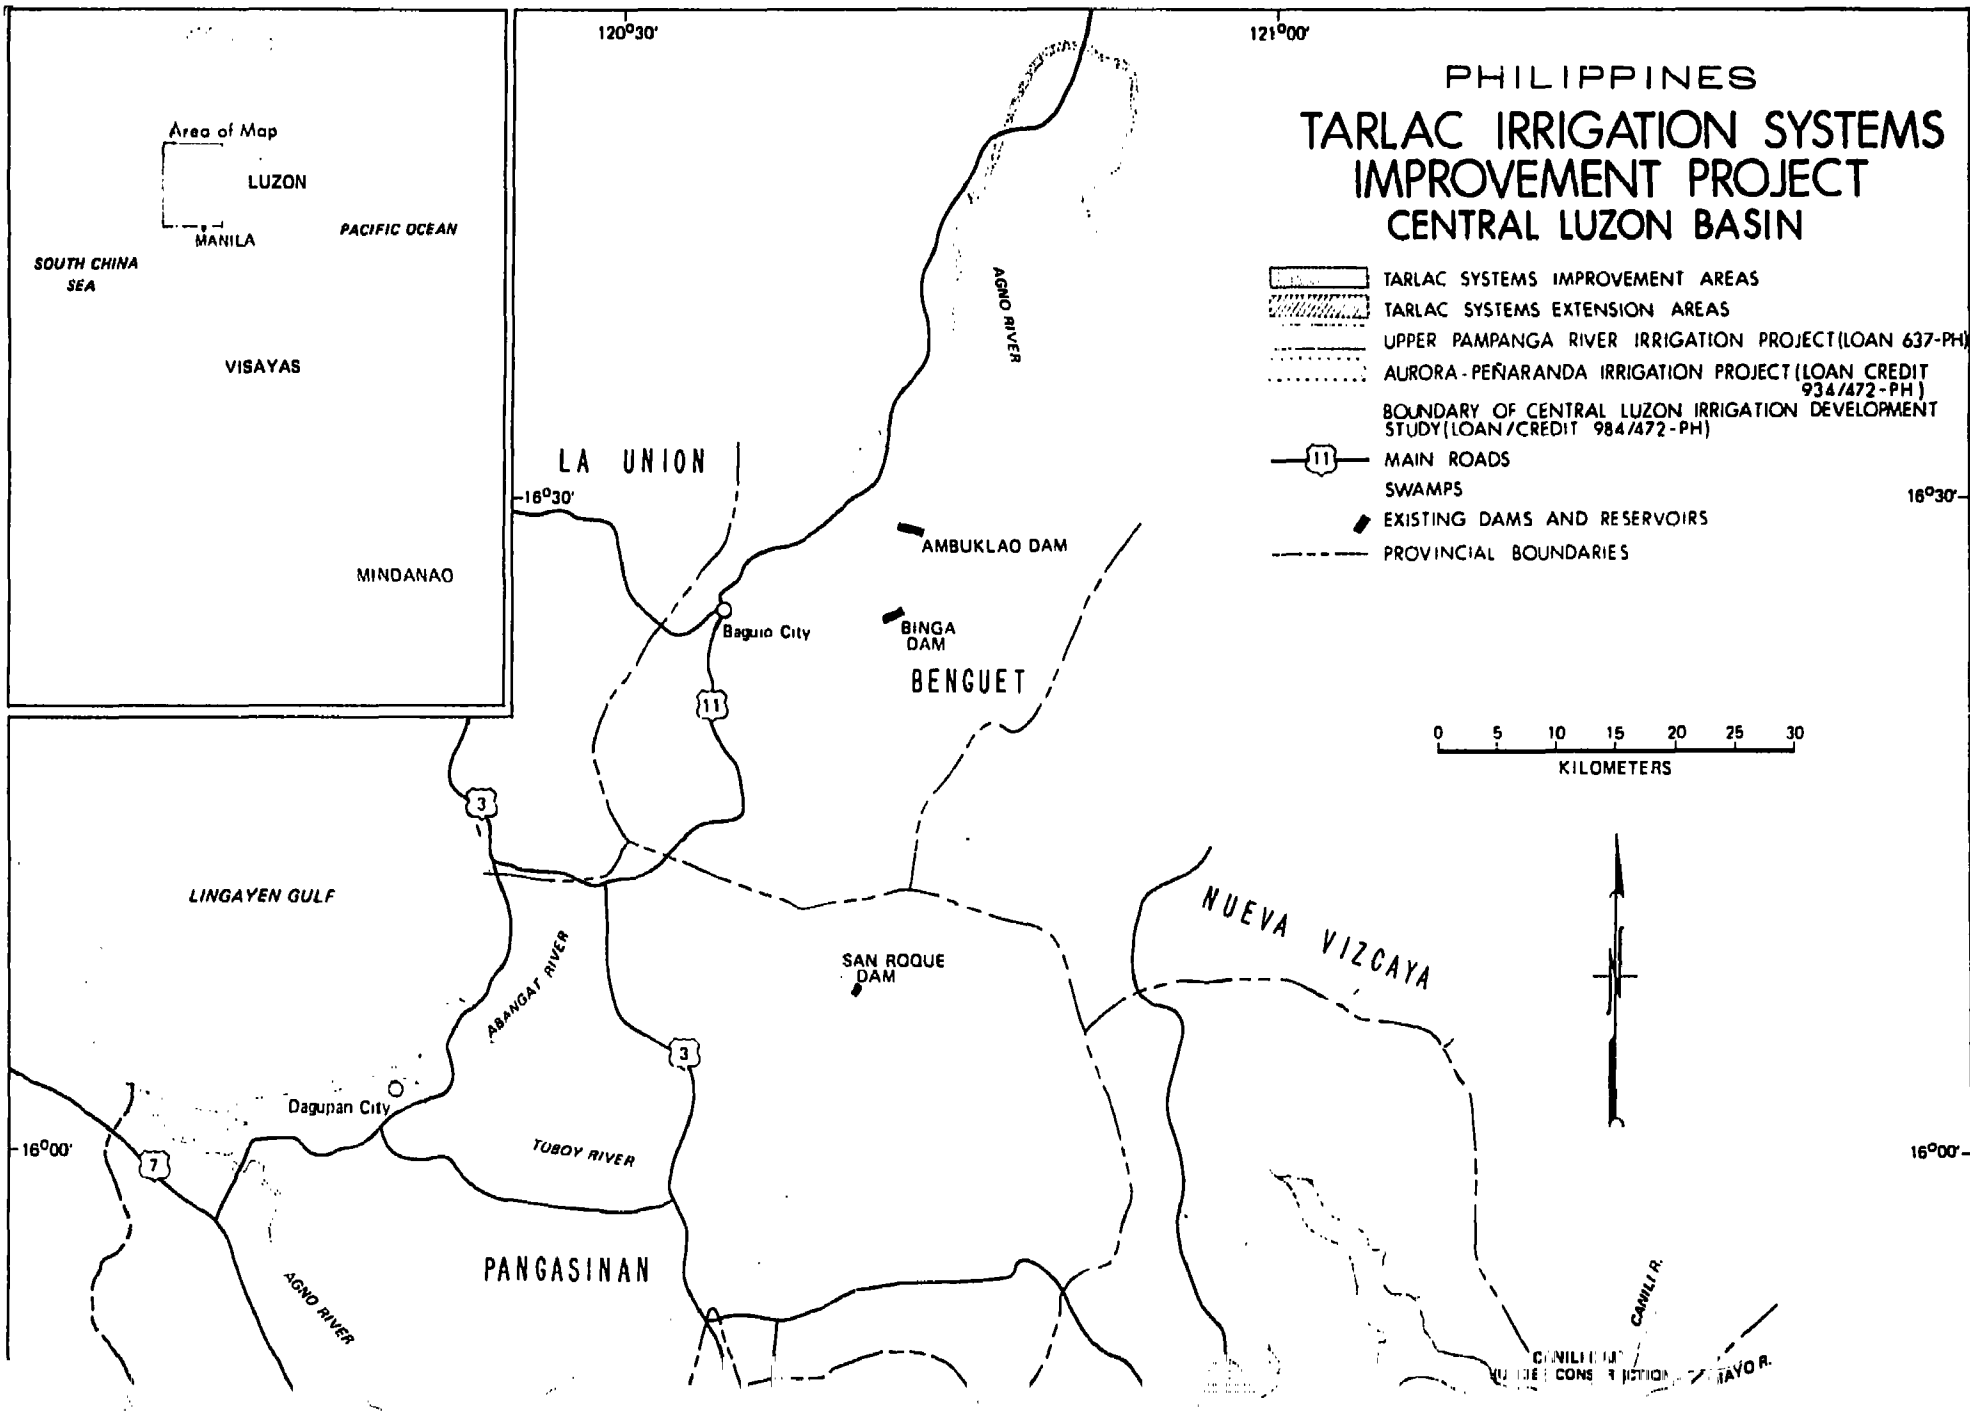 120°30'
121°00'
PHILIPPINES
TARLAC IRRIGATION SYSTEMS
IMPROVEMENT PROJECT
CENTRAL LUZON BASIN
TARLAC SYSTEMS IMPROVEMENT AREAS
TARLAC SYSTEMS EXTENSION AREAS
UPPER PAMPANGA RIVER IRRIGATION PROJECT(LOAN 637-PH)
AURORA-PEÑARANDA IRRIGATION PROJECT(LOAN CREDIT
934/472-PH)
BOUNDARY OF CENTRAL LUZON IRRIGATION DEVELOPMENT
STUDY(LOAN/CREDIT 984/472-PH)
11
MAIN ROADS
SWAMPS
EXISTING DAMS AND RESERVOIRS
PROVINCIAL BOUNDARIES
Area of Map
LUZON
MANILA
PACIFIC OCEAN
SOUTH CHINA
SEA
VISAYAS
MINDANAO
AGNO RIVER
LA UNION
16°30'
16°30'
AMBUKLAO DAM
Baguio City
BINGA
DAM
BENGUET
11
0 5 10 15 20 25 30
KILOMETERS
3
LINGAYEN GULF
NUEVA VIZCAYA
ABANGAT RIVER
SAN ROQUE
DAM
3
Dagupan City
16°00'
16°00'
7
TUBOY RIVER
PANGASINAN
AGNO RIVER
CANILI R.
CONS